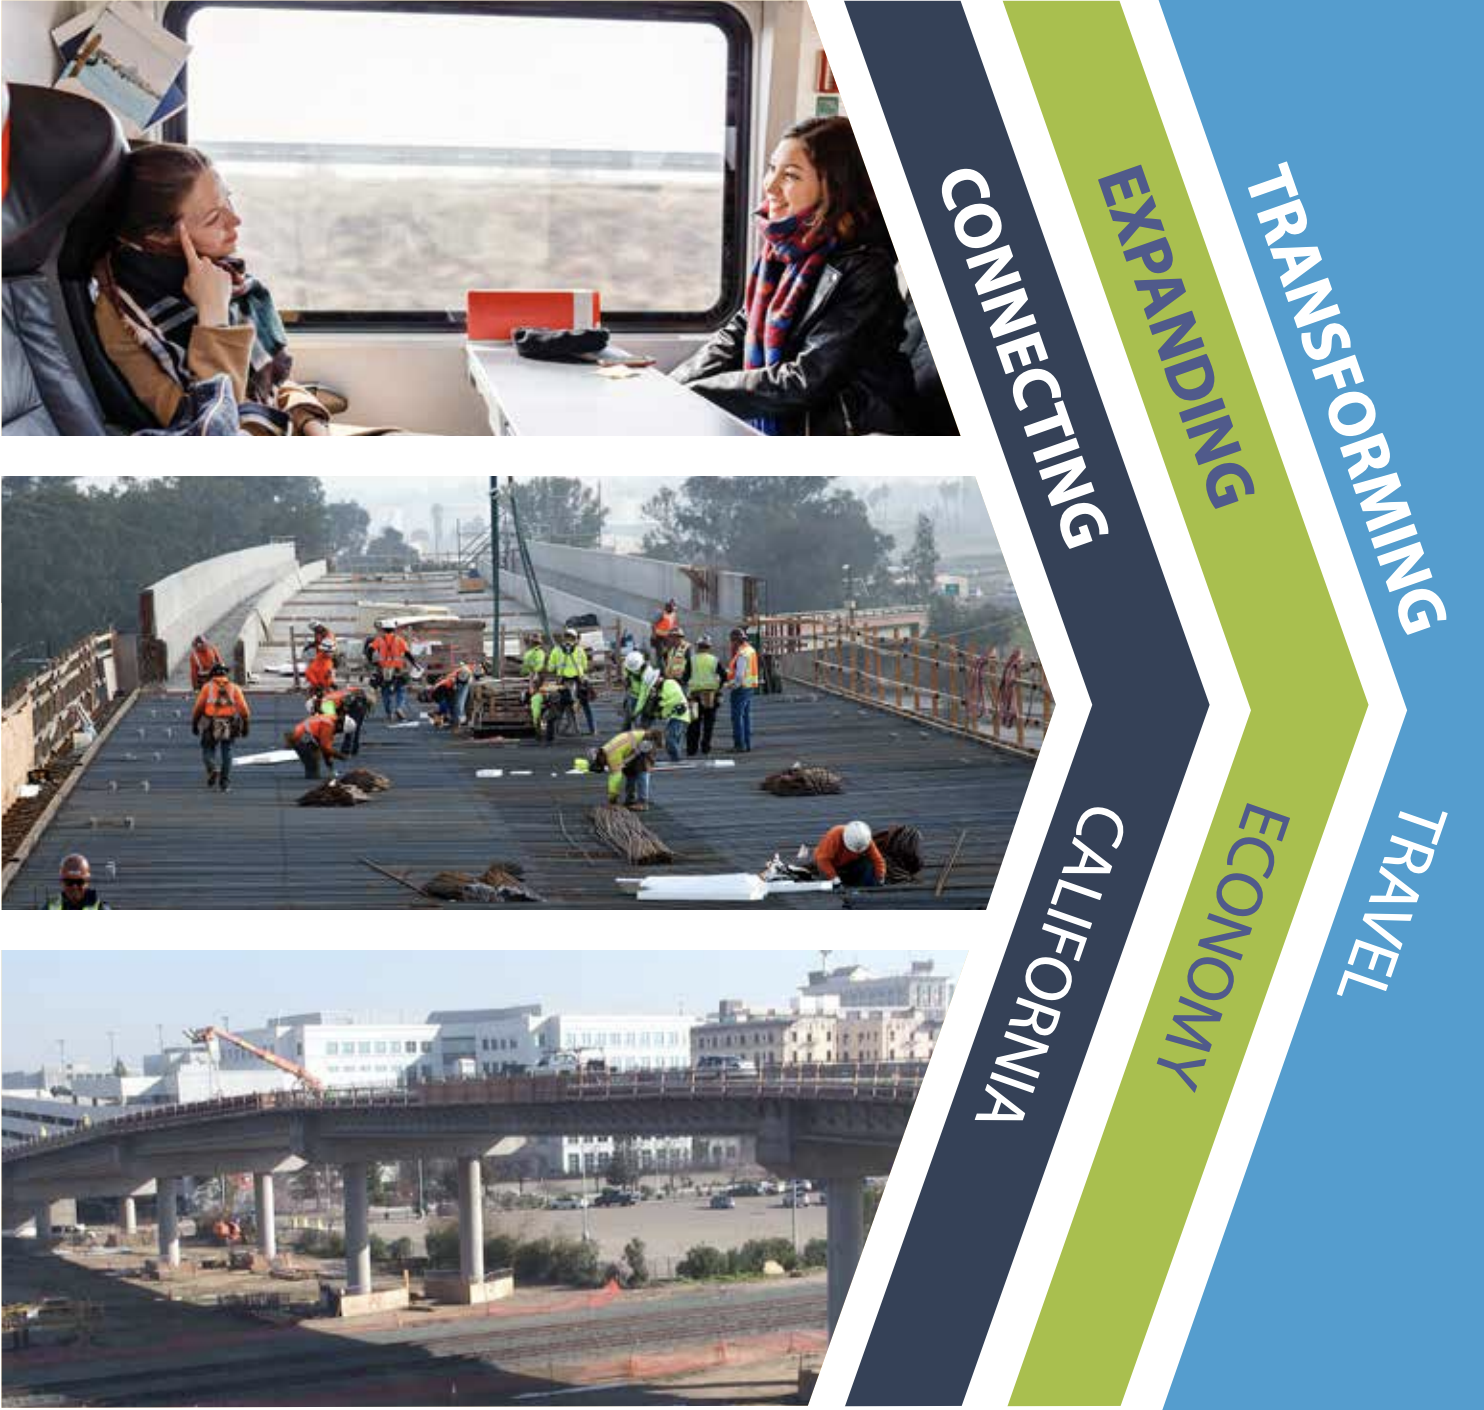 CONNECTING
CALIFORNIA
EXPANDING
ECONOMY
TRANSFORMING
TRAVEL